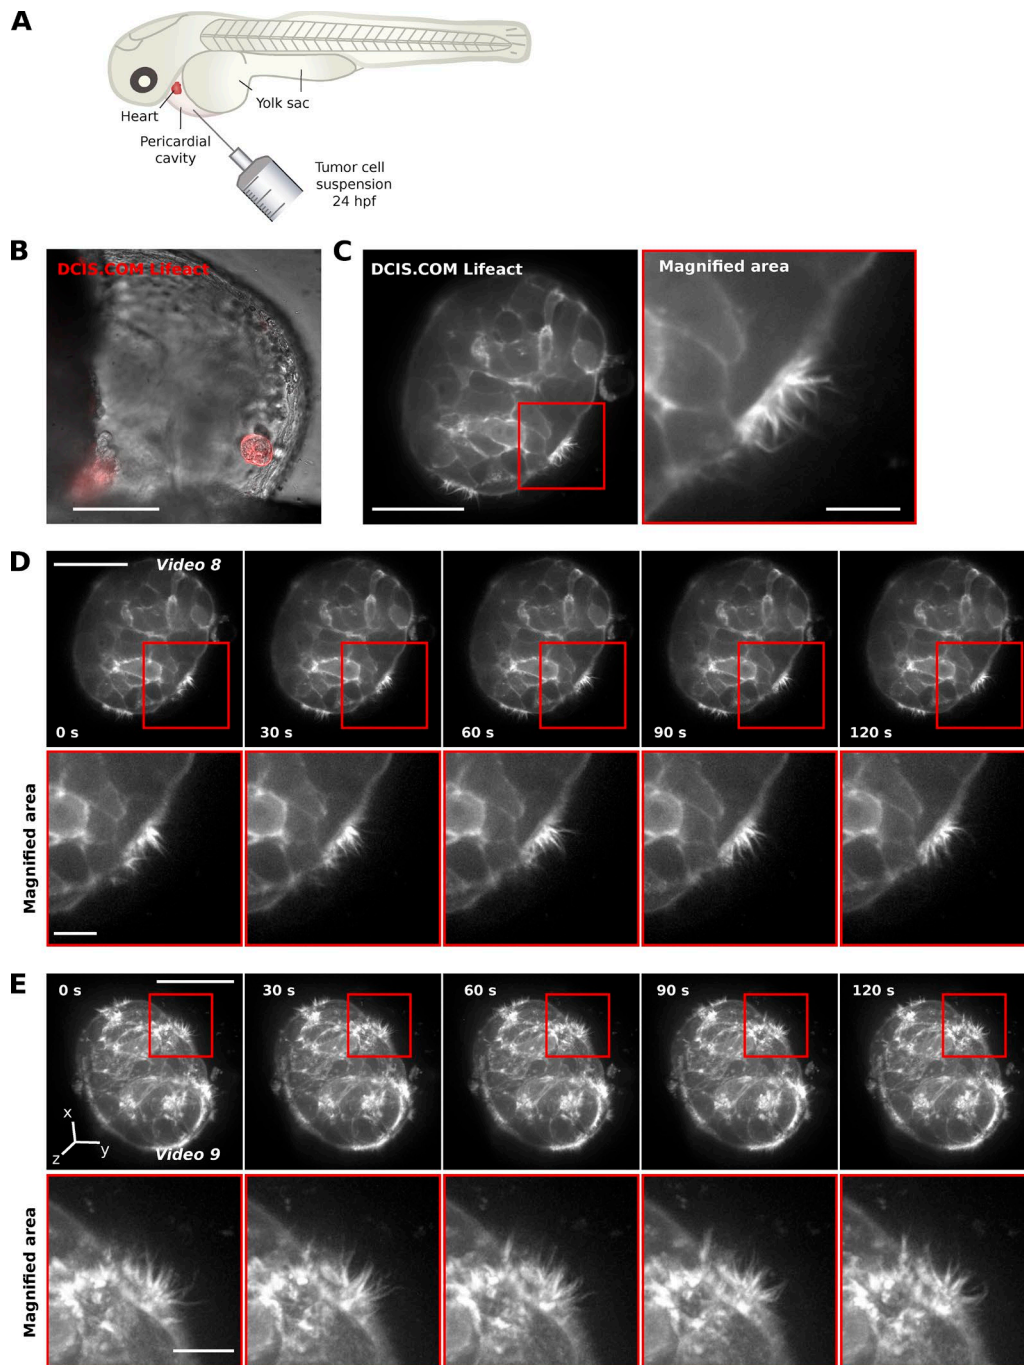 A
Heart
Yolk sac
Pericardial
cavity
Tumor cell
suspension
24 hpf
B
DCIS.COM Lifeact
C
DCIS.COM Lifeact
Magnified area
D
Video 8
0 s
30 s
60 s
90 s
120 s
Magnified area
E
0 s
30 s
60 s
90 s
120 s
x
y
z
Video 9
Magnified area